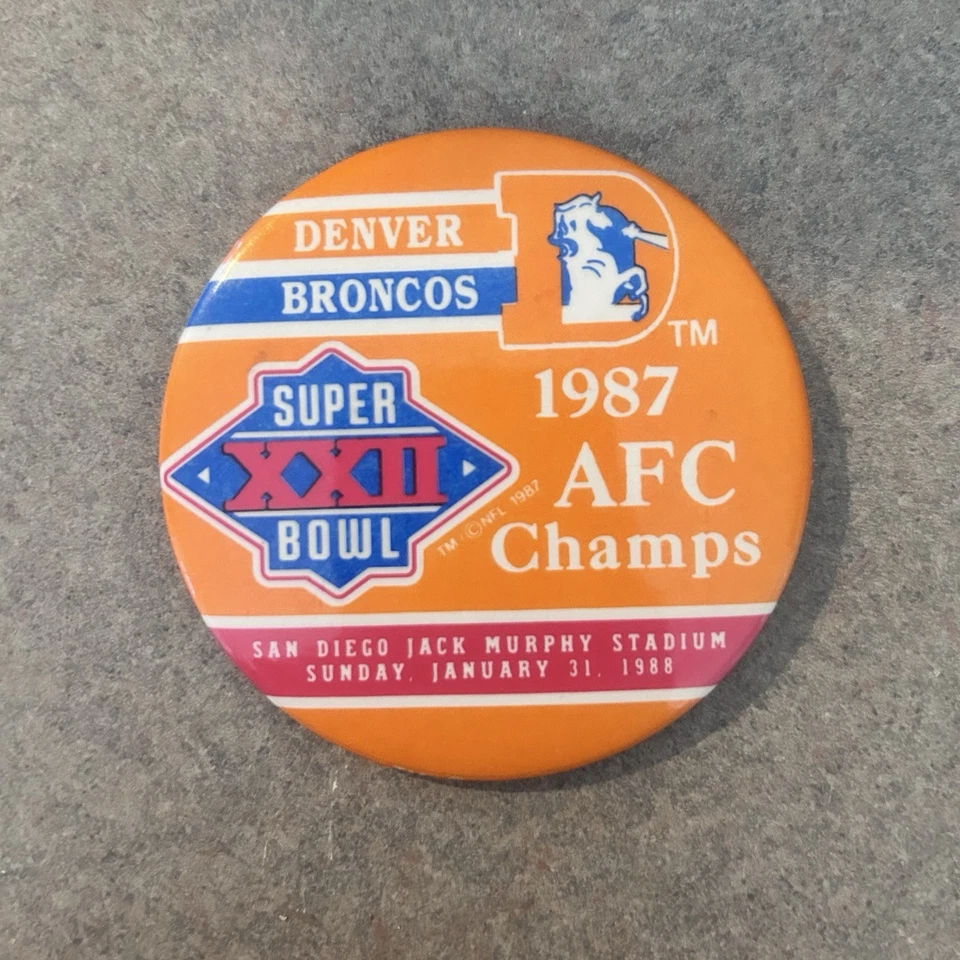 DENVER
BRONCOS
TM
1987
AFC
Champs
SUPER
XXII
BOWL
TM ©NFL 1987
SAN DIEGO JACK MURPHY STADIUM
SUNDAY, JANUARY 31, 1988